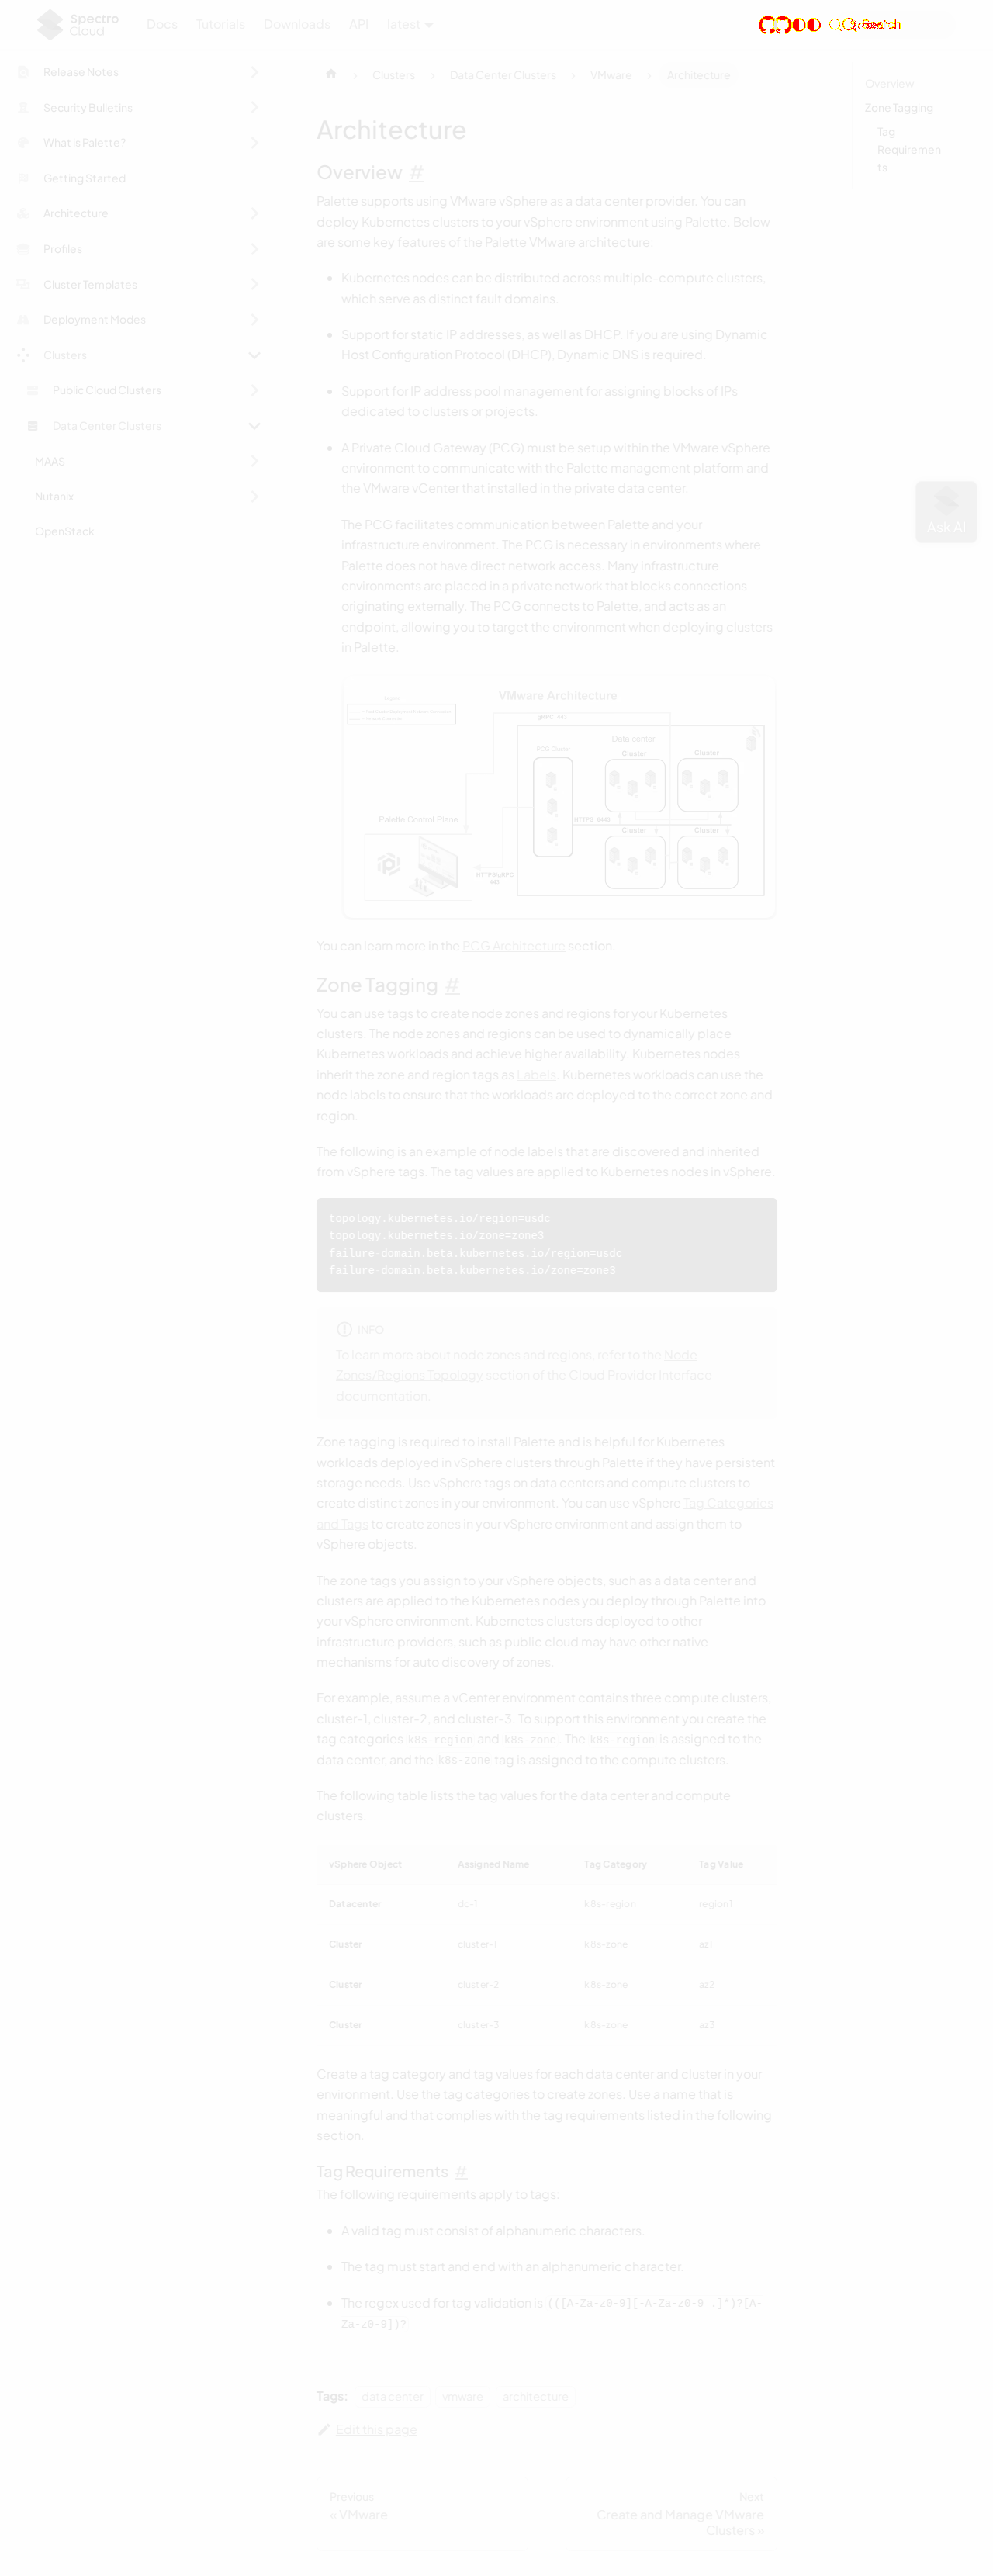 Spectro
Cloud
Docs Tutorials Downloads API latest
Release Notes
Security Bulletins
What is Palette?
Getting Started
Architecture
Profiles
Cluster Templates
Deployment Modes
Clusters
Public Cloud Clusters
Data Center Clusters
MAAS
Nutanix
OpenStack
Clusters
Data Center Clusters
VMware
Architecture
Architecture
Overview #
Palette supports using VMware vSphere as a data center provider. You can
deploy Kubernetes clusters to your vSphere environment using Palette. Below
are some key features of the Palette VMware architecture:
Kubernetes nodes can be distributed across multiple-compute clusters,
which serve as distinct fault domains.
Support for static IP addresses, as well as DHCP. If you are using Dynamic
Host Configuration Protocol (DHCP), Dynamic DNS is required.
Support for IP address pool management for assigning blocks of IPs
dedicated to clusters or projects.
A Private Cloud Gateway (PCG) must be setup within the VMware vSphere
environment to communicate with the Palette management platform and
the VMware vCenter that installed in the private data center.
The PCG facilitates communication between Palette and your
infrastructure environment. The PCG is necessary in environments where
Palette does not have direct network access. Many infrastructure
environments are placed in a private network that blocks connections
originating externally. The PCG connects to Palette, and acts as an
endpoint, allowing you to target the environment when deploying clusters
in Palette.
VMware Architecture
gRPC 443
Data center
PCG Cluster
Cluster
Cluster
HTTPS 6443
Cluster
Cluster
Palette Control Plane
HTTPS/gRPC
443
You can learn more in the PCG Architecture section.
Zone Tagging #
You can use tags to create node zones and regions for your Kubernetes
clusters. The node zones and regions can be used to dynamically place
Kubernetes workloads and achieve higher availability. Kubernetes nodes
inherit the zone and region tags as Labels. Kubernetes workloads can use the
node labels to ensure that the workloads are deployed to the correct zone and
region.
The following is an example of node labels that are discovered and inherited
from vSphere tags. The tag values are applied to Kubernetes nodes in vSphere.
topology.kubernetes.io/region=usdc
topology.kubernetes.io/zone=zone3
failure-domain.beta.kubernetes.io/region=usdc
failure-domain.beta.kubernetes.io/zone=zone3
INFO
To learn more about node zones and regions, refer to the Node
Zones/Regions Topology section of the Cloud Provider Interface
documentation.
Zone tagging is required to install Palette and is helpful for Kubernetes
workloads deployed in vSphere clusters through Palette if they have persistent
storage needs. Use vSphere tags on data centers and compute clusters to
create distinct zones in your environment. You can use vSphere Tag Categories
and Tags to create zones in your vSphere environment and assign them to
vSphere objects.
The zone tags you assign to your vSphere objects, such as a data center and
clusters are applied to the Kubernetes nodes you deploy through Palette into
your vSphere environment. Kubernetes clusters deployed to other
infrastructure providers, such as public cloud may have other native
mechanisms for auto discovery of zones.
For example, assume a vCenter environment contains three compute clusters,
cluster-1, cluster-2, and cluster-3. To support this environment you create the
tag categories k8s-region and k8s-zone. The k8s-region is assigned to the
data center, and the k8s-zone tag is assigned to the compute clusters.
The following table lists the tag values for the data center and compute
clusters.
vSphere Object Assigned Name Tag Category Tag Value
Datacenter dc-1 k8s-region region1
Cluster cluster-1 k8s-zone az1
Cluster cluster-2 k8s-zone az2
Cluster cluster-3 k8s-zone az3
Create a tag category and tag values for each data center and cluster in your
environment. Use the tag categories to create zones. Use a name that is
meaningful and that complies with the tag requirements listed in the following
section.
Tag Requirements #
The following requirements apply to tags:
A valid tag must consist of alphanumeric characters.
The tag must start and end with an alphanumeric character.
The regex used for tag validation is (([A-Za-z0-9][-A-Za-z0-9_.]*)?[A-
Za-z0-9])?
Tags: data center vmware architecture
Edit this page
Previous
« VMware
Next
Create and Manage VMware
Clusters »
Overview
Zone Tagging
Tag
Requiremen
ts
Ask AI